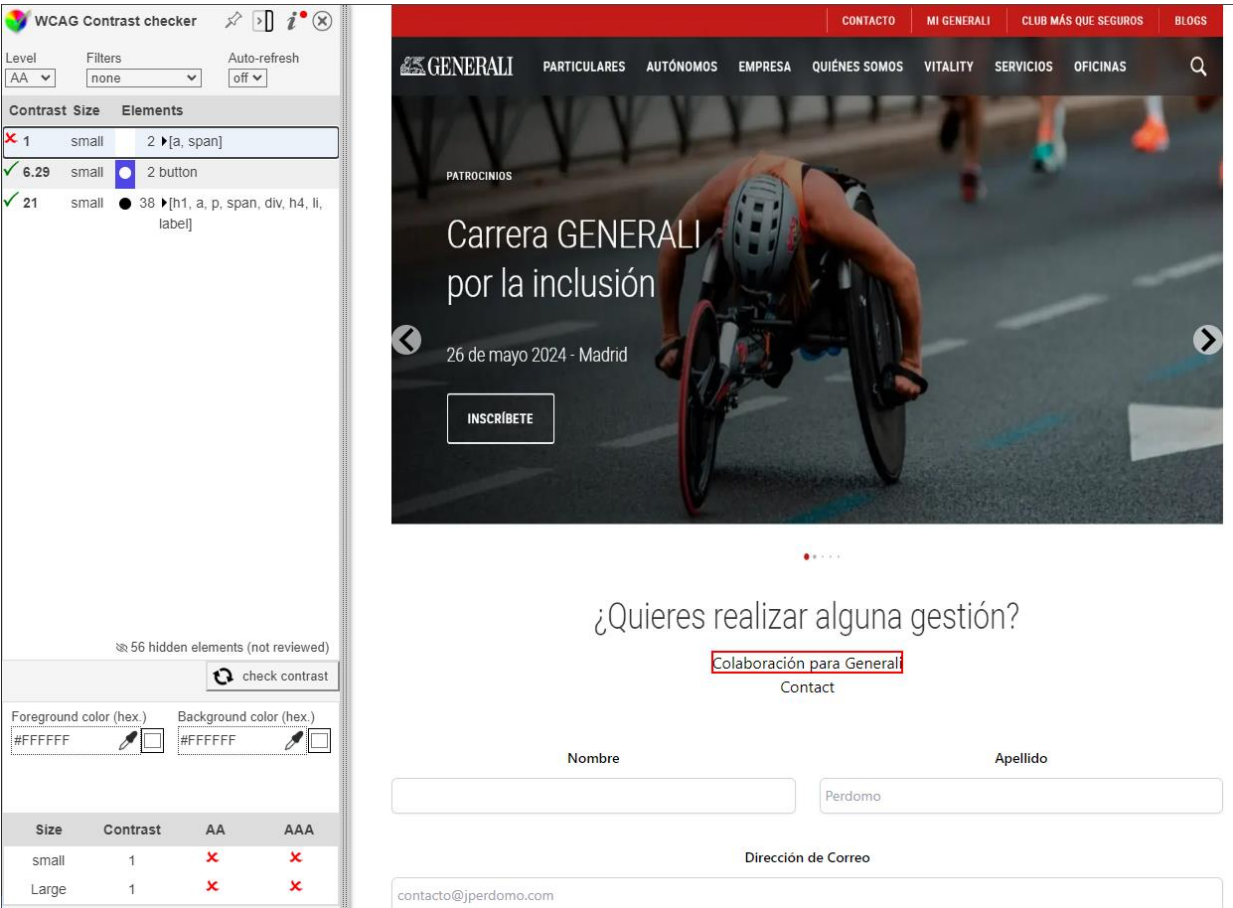 WCAG Contrast checker
Level Filters Auto-refresh
AA none off
Contrast Size Elements
1 small 2 [a, span]
6.29 small 2 button
21 small 38 [h1, a, p, span, div, h4, li,
label]
56 hidden elements (not reviewed)
check contrast
Foreground color (hex.) Background color (hex.)
#FFFFFF #FFFFFF
Size Contrast AA AAA
small 1
Large 1
CONTACTO MI GENERALI CLUB MÁS QUE SEGUROS BLOGS
GENERALI PARTICULARES AUTÓNOMOS EMPRESA QUIÉNES SOMOS VITALITY SERVICIOS OFICINAS
PATROCINIOS
Carrera GENERALI
por la inclusión
26 de mayo 2024 - Madrid
INSCRÍBETE
¿Quieres realizar alguna gestión?
Colaboración para Generali
Contact
Nombre Apellido
Perdomo
Dirección de Correo
contacto@jperdomo.com